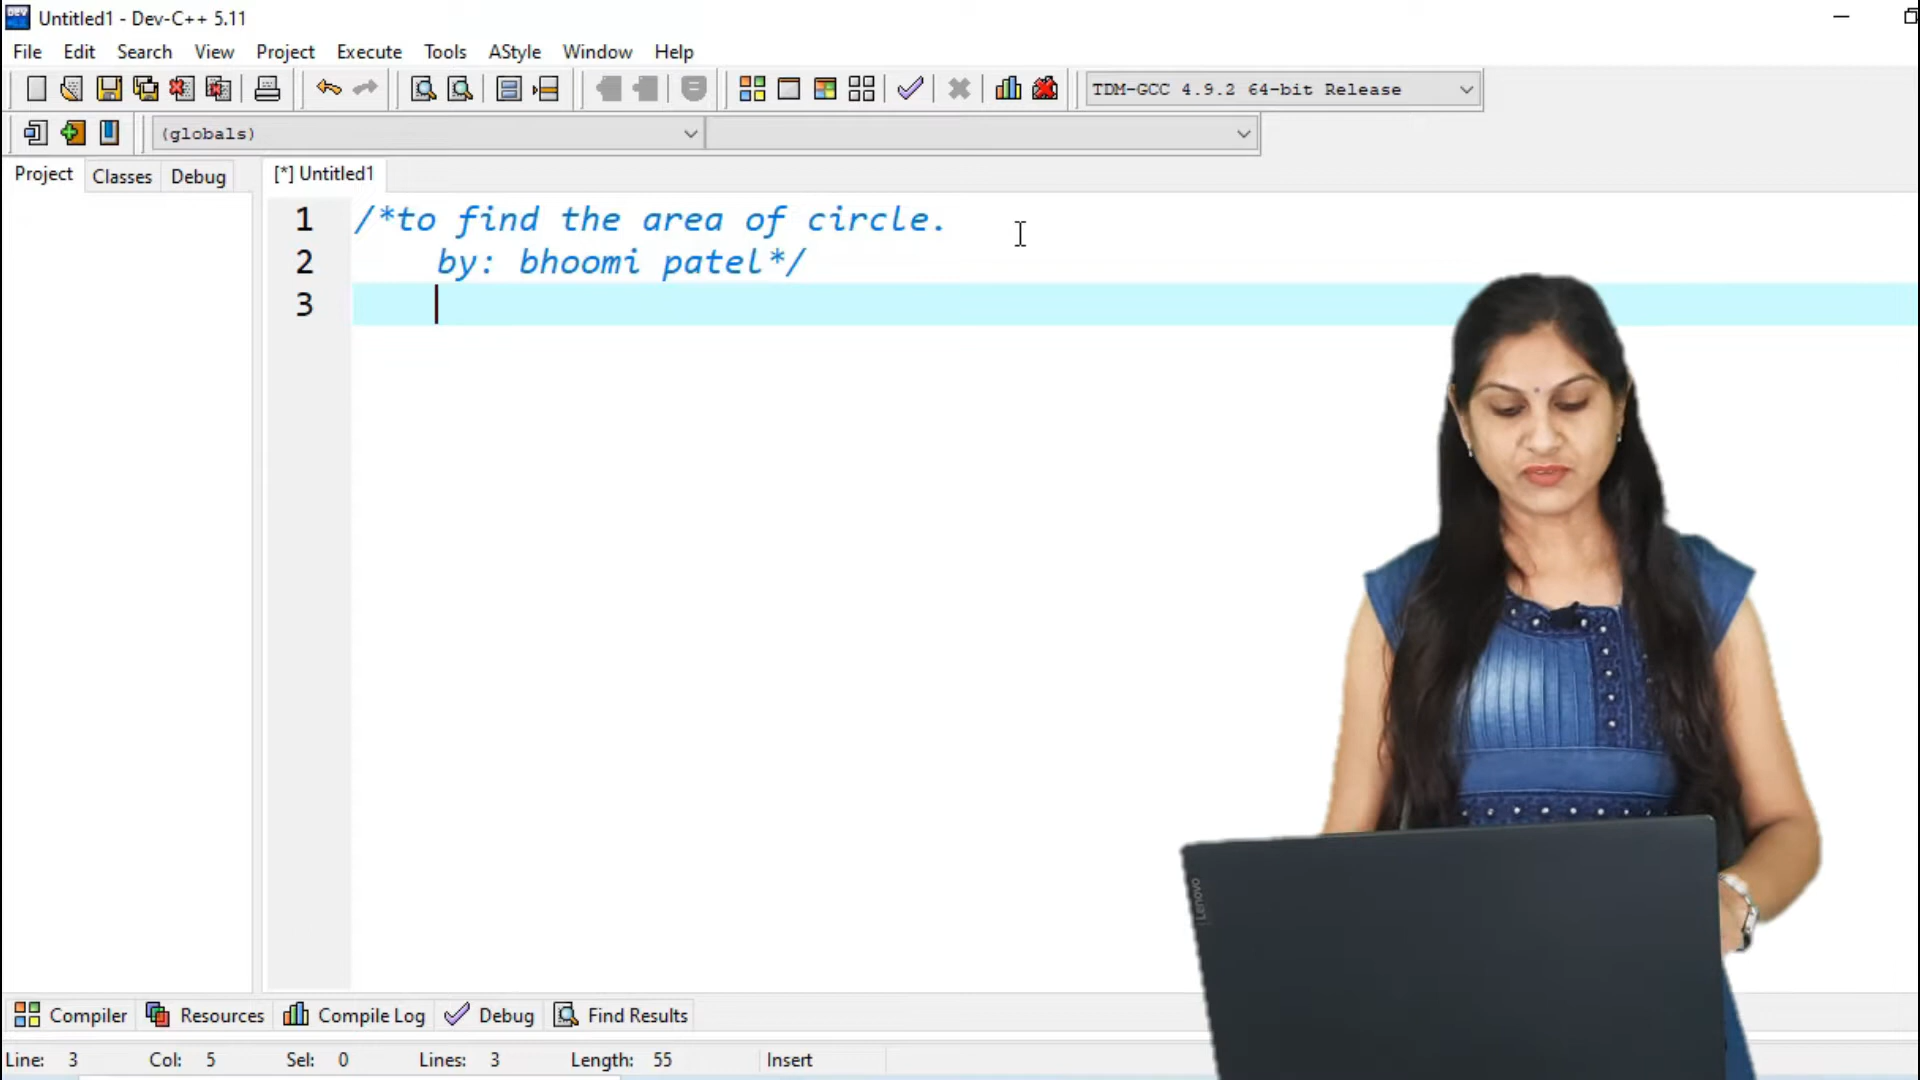 Untitled1 - Dev-C++ 5.11
File Edit Search View Project Execute Tools AStyle Window Help
TDM-GCC 4.9.2 64-bit Release
(globals)
Project Classes Debug [*] Untitled1
1 /*to find the area of circle.
2 by: bhoomi patel*/
3
Lenovo
Compiler Resources Compile Log Debug Find Results
Line: 3 Col: 5 Sel: 0 Lines: 3 Length: 55 Insert